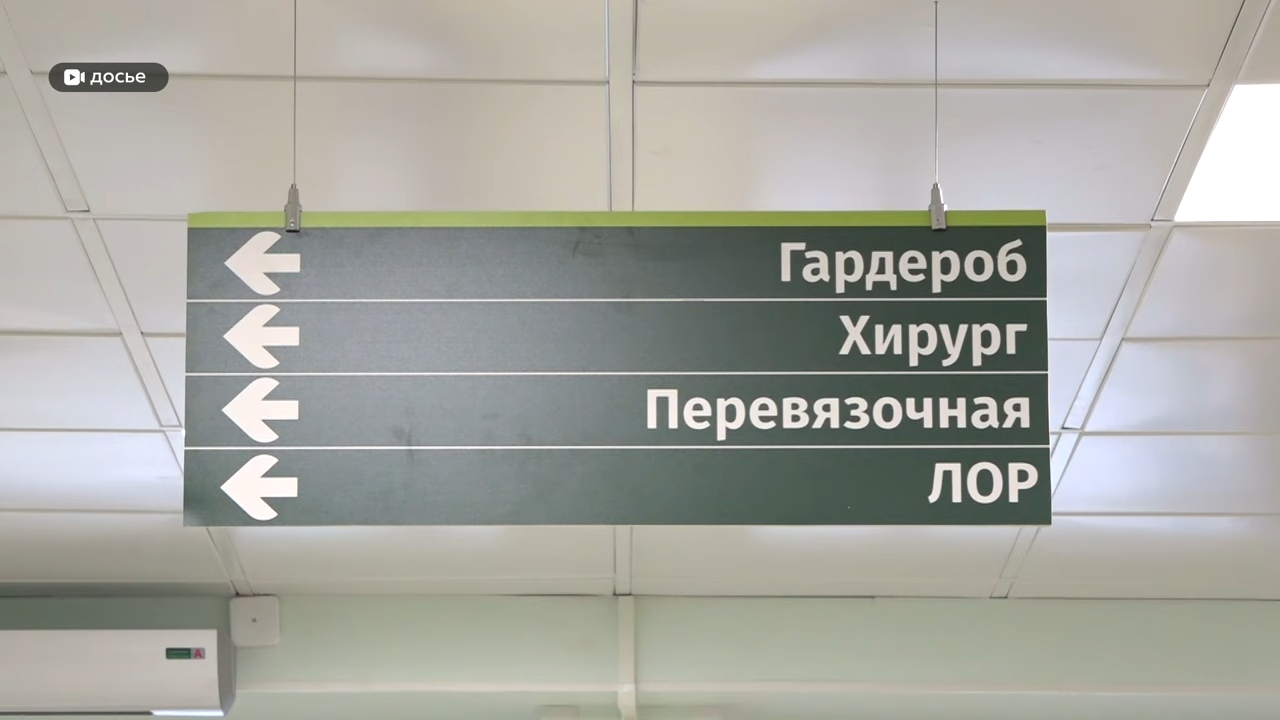 досье
Гардероб
Хирург
Перевязочная
ЛОР
A